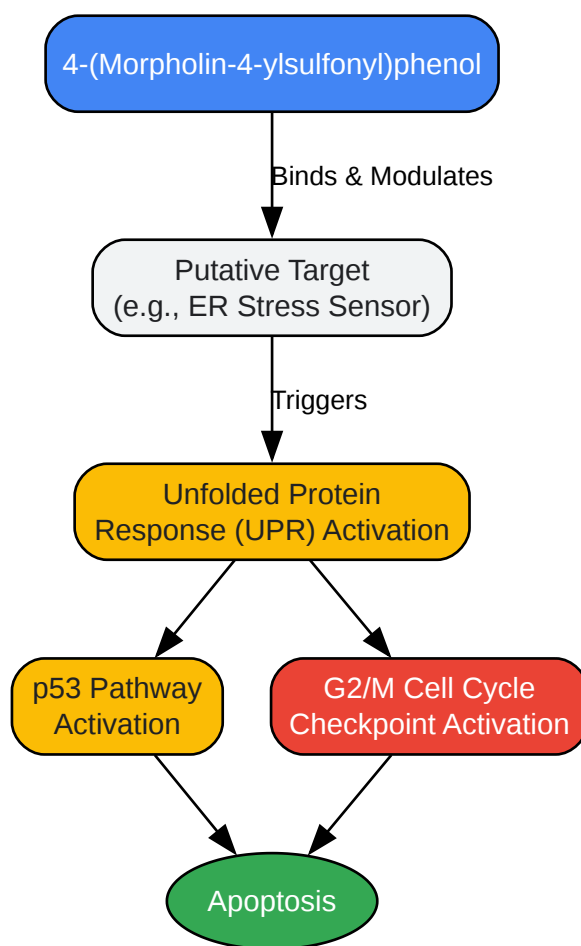 4-(Morpholin-4-ylsulfonyl)phenol
Binds & Modulates
Putative Target
(e.g., ER Stress Sensor)
Triggers
Unfolded Protein
Response (UPR) Activation
p53 Pathway
Activation
G2/M Cell Cycle
Checkpoint Activation
Apoptosis